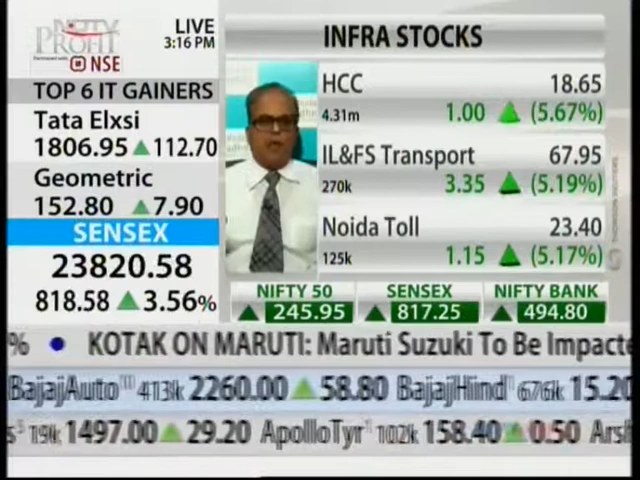 NDTV
PROFIT
NSE
LIVE
3:16 PM
TOP 6 IT GAINERS
Tata Elxsi
1806.95 ▲ 112.70
Geometric
152.80 ▲ 7.90
SENSEX
23820.58
818.58 ▲ 3.56%
INFRA STOCKS
HCC 18.65
4.31m 1.00 ▲ (5.67%)
IL&FS Transport 67.95
270k 3.35 ▲ (5.19%)
Noida Toll 23.40
125k 1.15 ▲ (5.17%)
NIFTY 50 SENSEX NIFTY BANK
▲ 245.95 ▲ 817.25 ▲ 494.80
% ● KOTAK ON MARUTI: Maruti Suzuki To Be Impacte
BajajAuto 413k 2260.00 ▲ 58.80 BajajHind 676k 15.20
19k 1497.00 ▲ 29.20 ApollloTyr 102k 158.40 ▲ 0.50